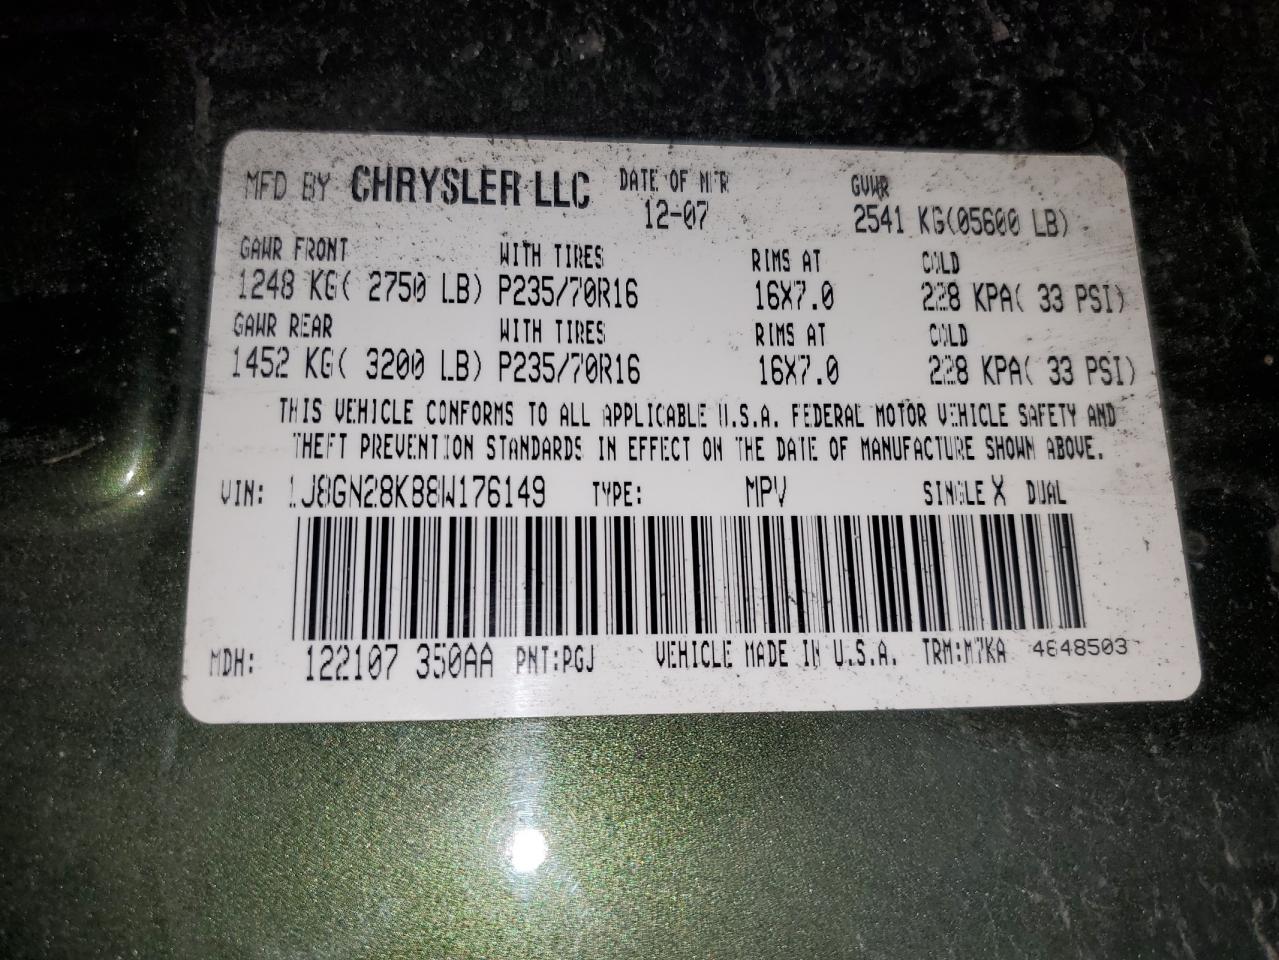 MFD BY CHRYSLER LLC DATE OF MFR GVWR
12-07 2541 KG(05600 LB)
GAWR FRONT WITH TIRES RIMS AT COLD
1248 KG( 2750 LB) P235/70R16 16X7.0 228 KPA( 33 PSI)
GAWR REAR WITH TIRES RIMS AT COLD
1452 KG( 3200 LB) P235/70R16 16X7.0 228 KPA( 33 PSI)
THIS VEHICLE CONFORMS TO ALL APPLICABLE U.S.A. FEDERAL MOTOR VEHICLE SAFETY AND
THEFT PREVENTION STANDARDS IN EFFECT ON THE DATE OF MANUFACTURE SHOWN ABOVE.
VIN: 1J8GN28K88W176149 TYPE: MPV SINGLE X DUAL
MDH: 122107 350AA PNT:PGJ VEHICLE MADE IN U.S.A. TRM:M7KA 4648503